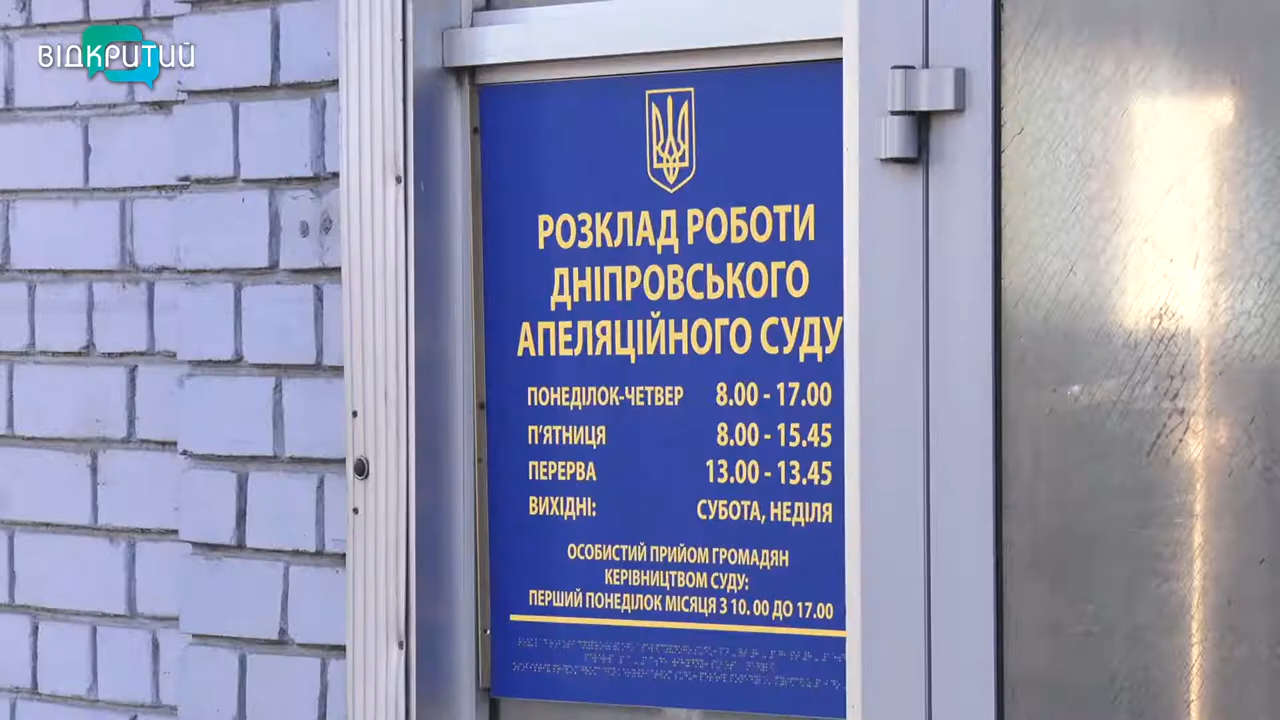 ВІДКРИТИЙ
РОЗКЛАД РОБОТИ
ДНІПРОВСЬКОГО
АПЕЛЯЦІЙНОГО СУДУ
ПОНЕДІЛОК-ЧЕТВЕР 8.00 - 17.00
П'ЯТНИЦЯ 8.00 - 15.45
ПЕРЕРВА 13.00 - 13.45
ВИХІДНІ: СУБОТА, НЕДІЛЯ
ОСОБИСТИЙ ПРИЙОМ ГРОМАДЯН
КЕРІВНИЦТВОМ СУДУ:
ПЕРШИЙ ПОНЕДІЛОК МІСЯЦЯ З 10. 00 ДО 17.00